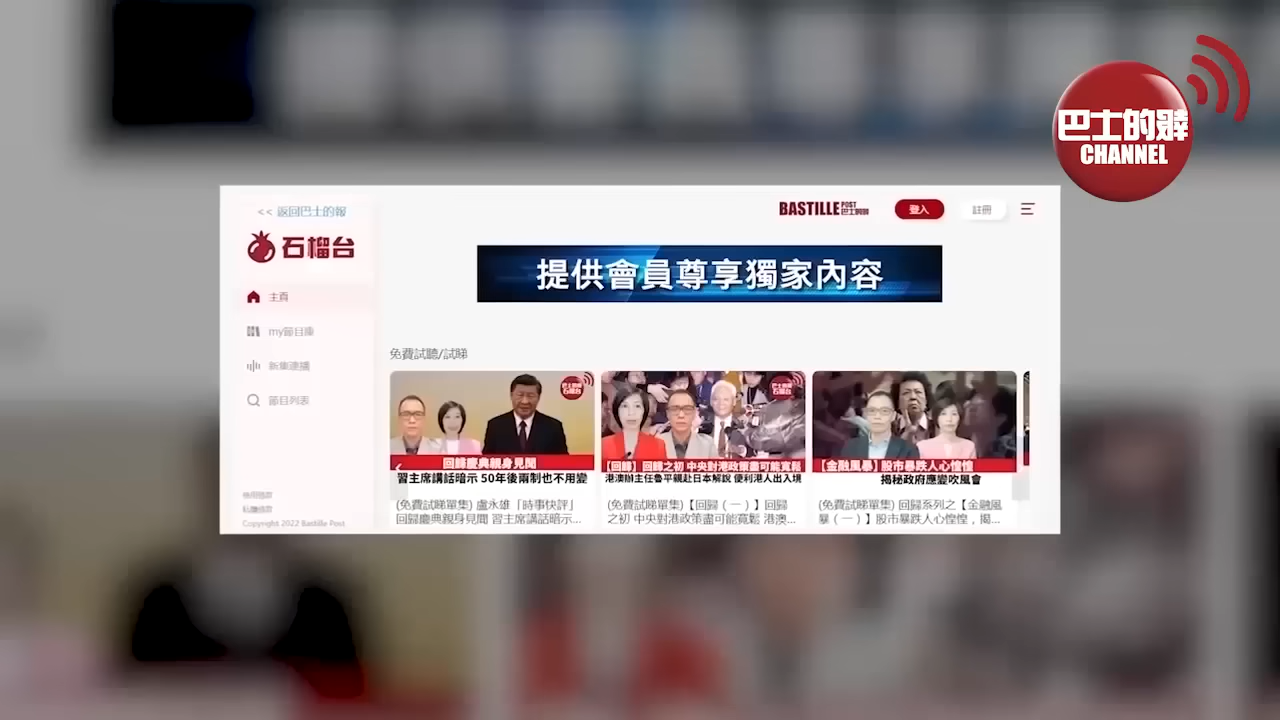 巴士的報
CHANNEL
<< 返回巴士的報
BASTILLE POST
巴士的報
登入
註冊
石榴台
提供會員尊享獨家內容
主頁
my節目庫
新車速播
節目列表
免費試聽/試睇
回歸慶典親身見聞
習主席講話暗示 50年後兩制也不用變
(免費試睇單集) 盧永雄「時事快評」
回歸慶典親身見聞 習主席講話暗示...
【回歸】回歸之初 中央對港政策盡可能寬鬆
港澳辦主任魯平親赴日本解說 便利港人出入境
(免費試睇單集)【回歸（一）】回歸
之初 中央對港政策盡可能寬鬆 港澳...
【金融風暴】股市暴跌人心惶惶
揭秘政府應變吹風會
(免費試睇單集) 回歸系列之【金融風
暴（一）】股市暴跌人心惶惶，揭...
使用條款
私隱條款
Copyright 2022 Bastille Post